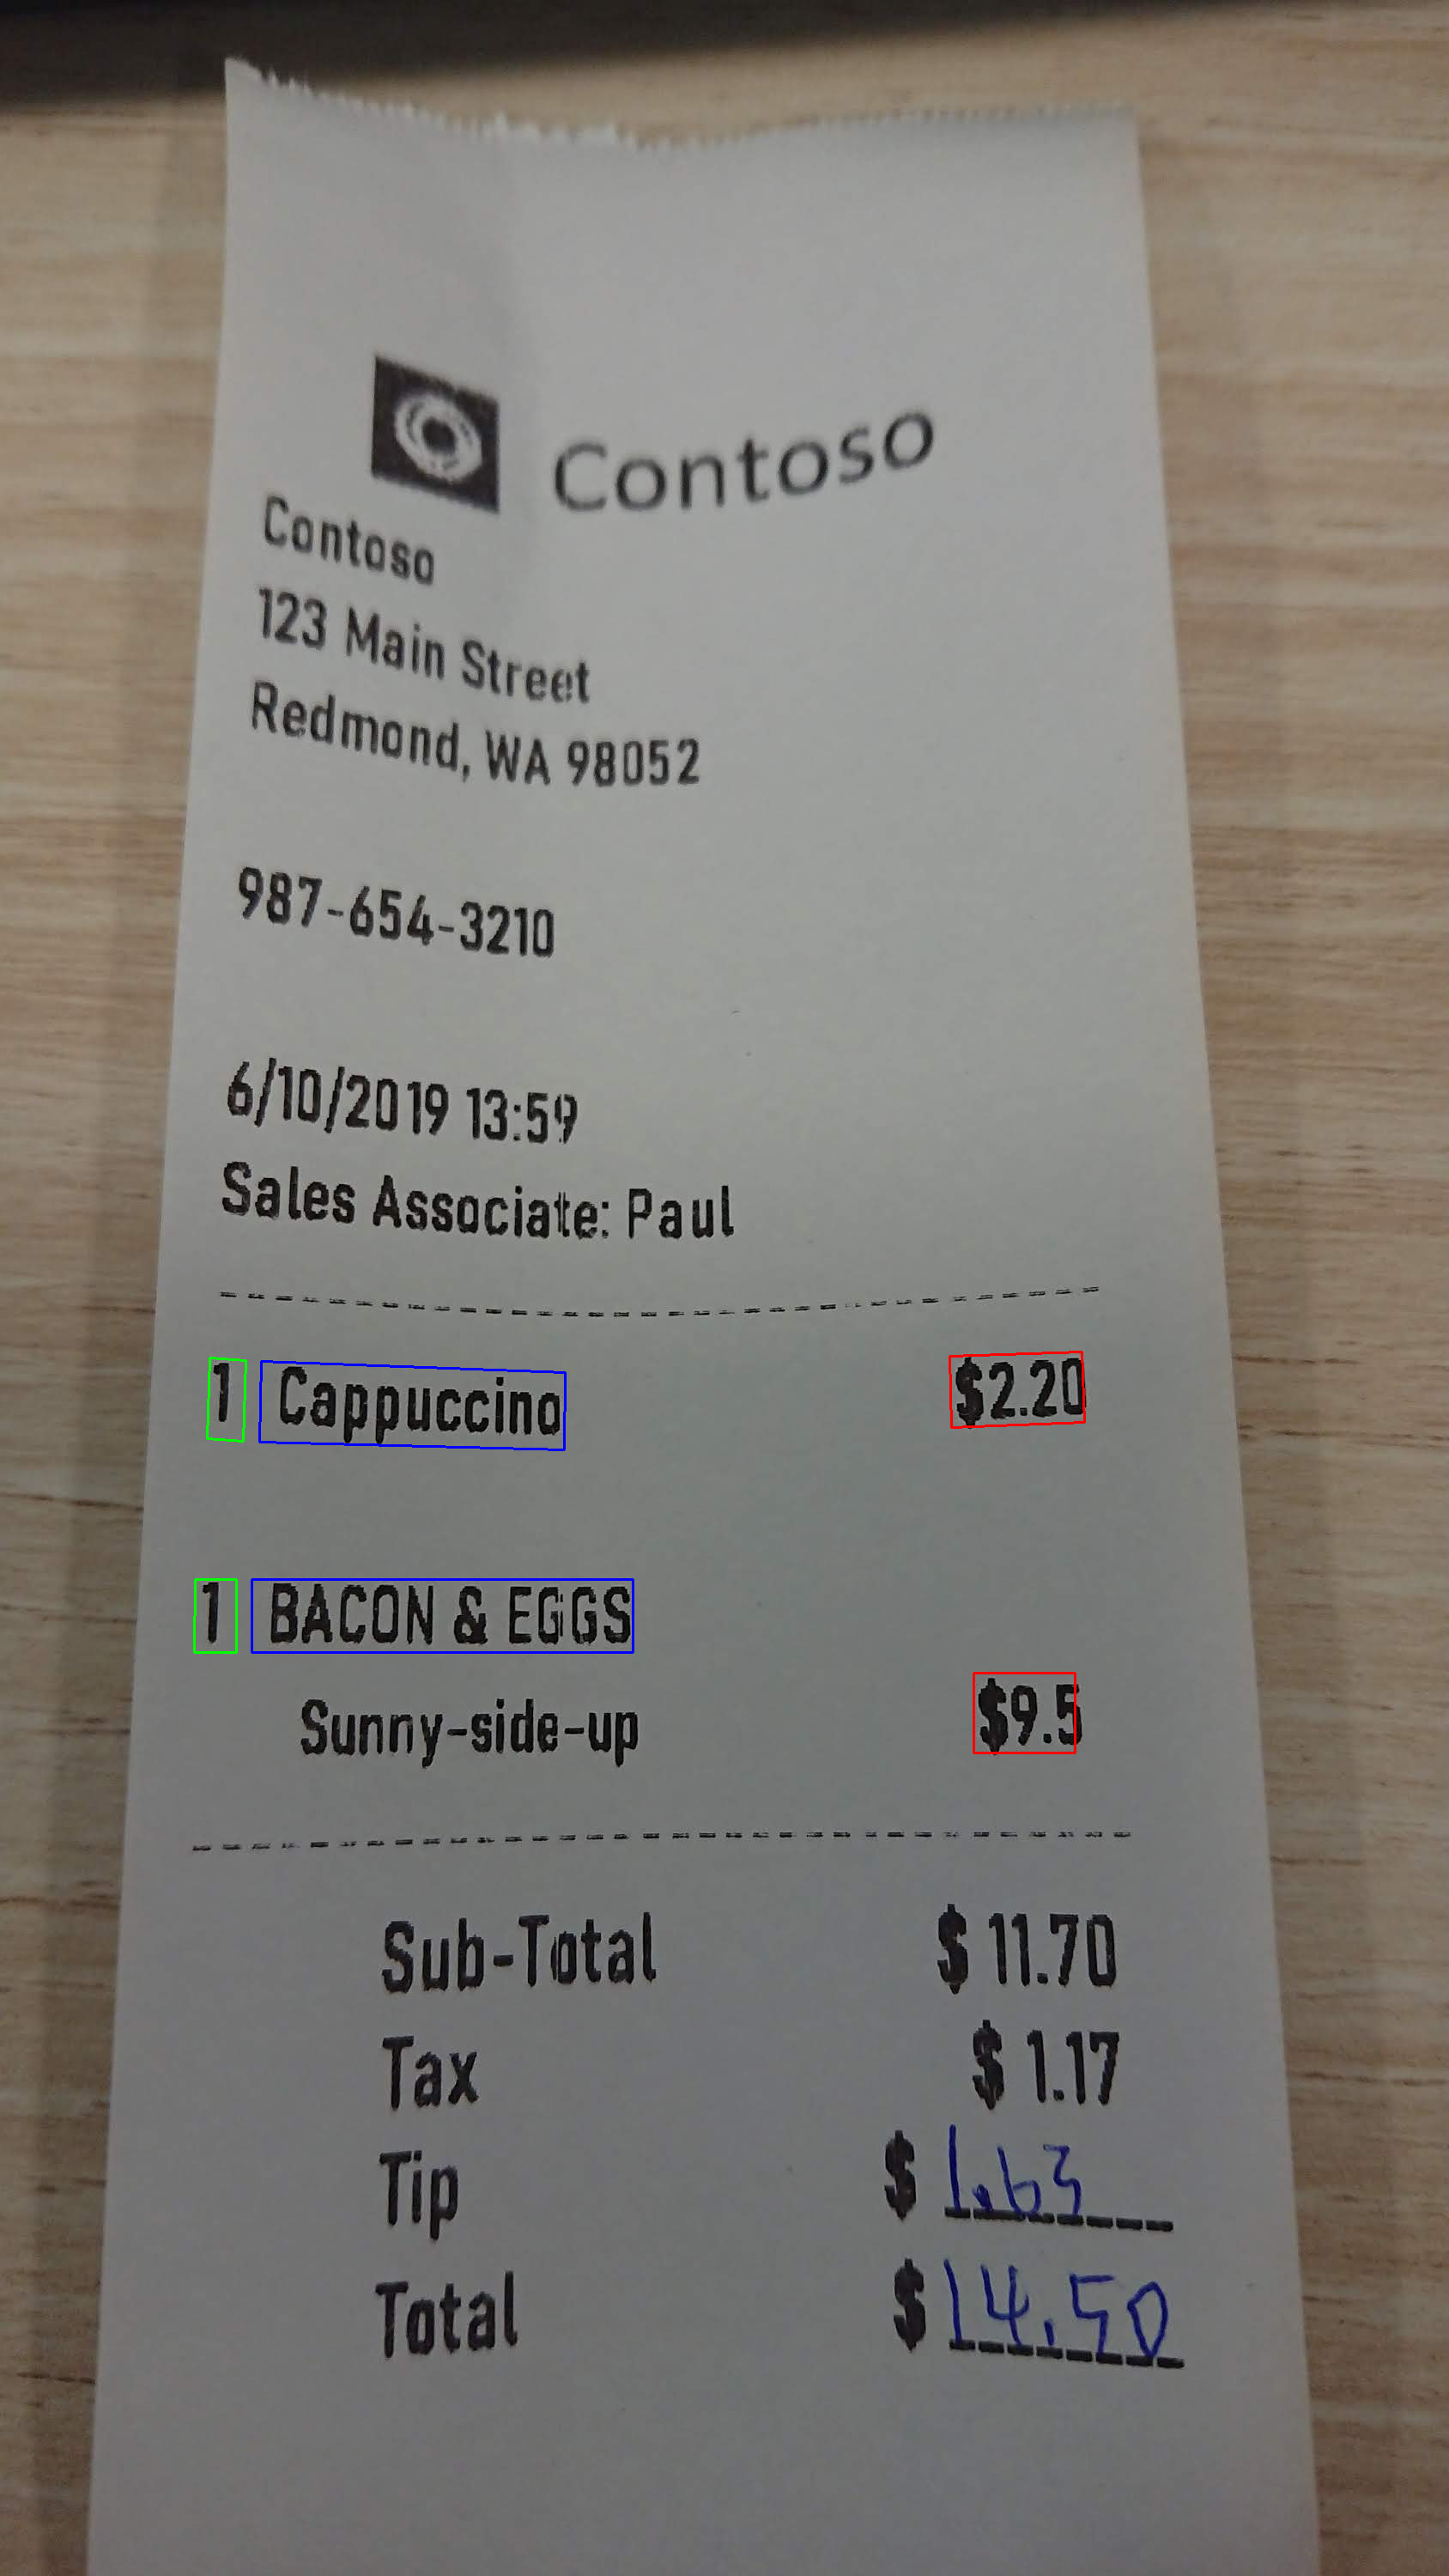 Contoso
Contoso
123 Main Street
Redmond, WA 98052
987-654-3210
6/10/2019 13:59
Sales Associate: Paul
1 Cappuccino $2.20
1 BACON & EGGS
Sunny-side-up $9.5
Sub-Total $ 11.70
Tax $ 1.17
Tip $ 1.63
Total $ 14.50